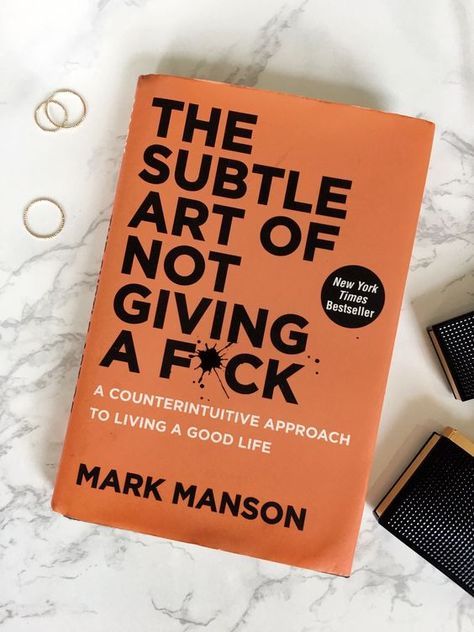 THE
SUBTLE
ART OF
NOT
GIVING
A F*CK
New York
Times
Bestseller
A COUNTERINTUITIVE APPROACH
TO LIVING A GOOD LIFE
MARK MANSON